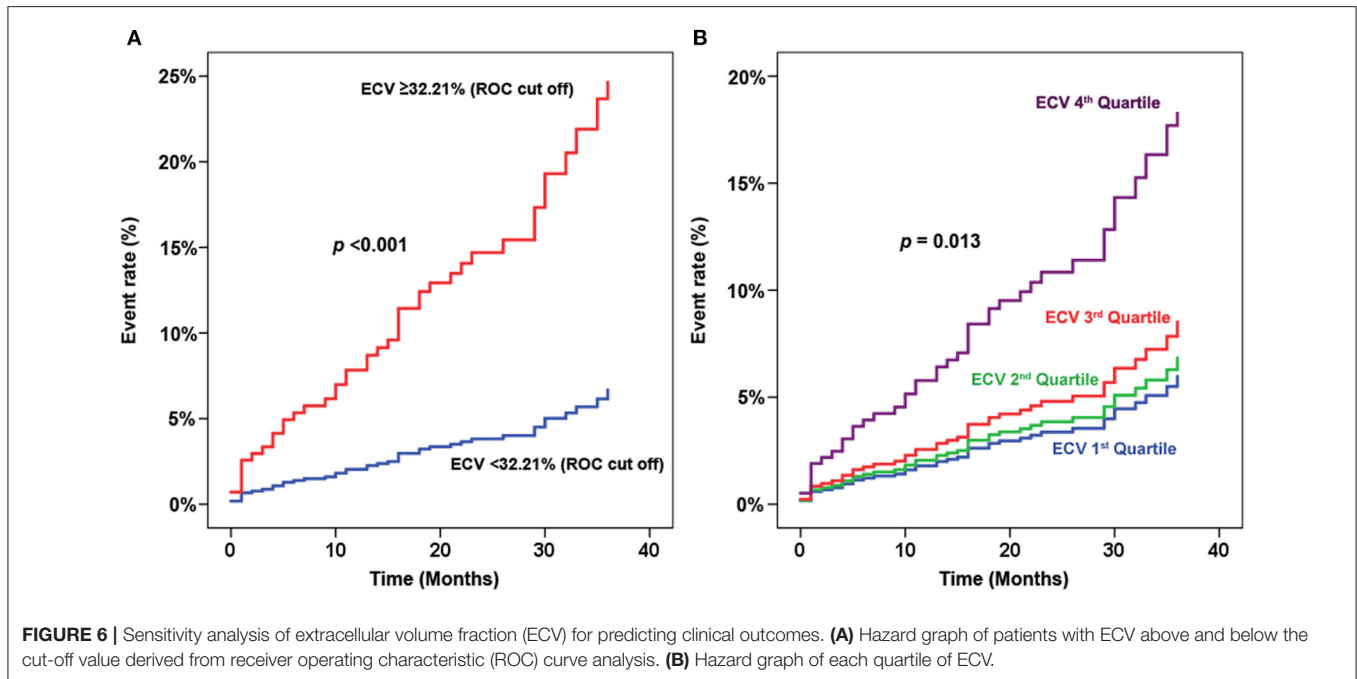 A
25%
20%
15%
10%
5%
0%
Event rate (%)
ECV ≥32.21% (ROC cut off)
p <0.001
ECV <32.21% (ROC cut off)
0 10 20 30 40
Time (Months)
B
20%
15%
10%
5%
0%
Event rate (%)
ECV 4th Quartile
p = 0.013
ECV 3rd Quartile
ECV 2nd Quartile
ECV 1st Quartile
0 10 20 30 40
Time (Months)
FIGURE 6 | Sensitivity analysis of extracellular volume fraction (ECV) for predicting clinical outcomes. (A) Hazard graph of patients with ECV above and below the
cut-off value derived from receiver operating characteristic (ROC) curve analysis. (B) Hazard graph of each quartile of ECV.